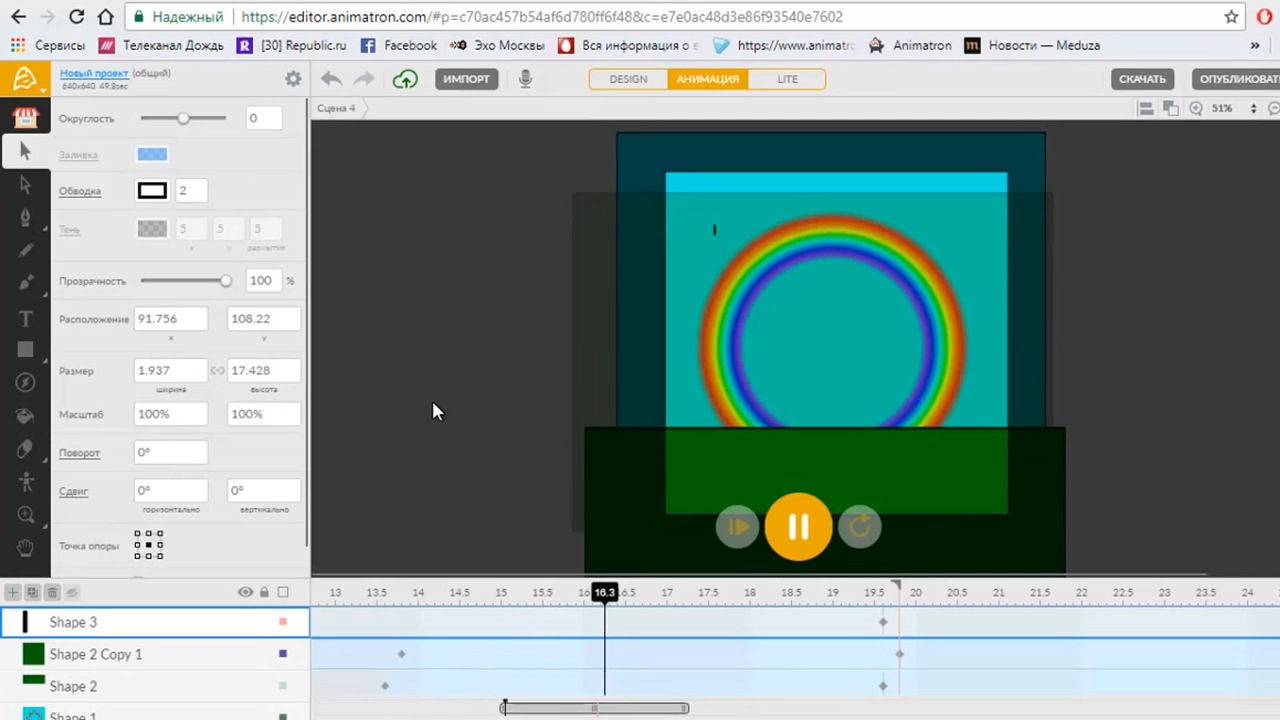 Надежный https://editor.animatron.com/#p=c70ac457b54af6d780ff6f48&c=e7e0ac48d3e86f93540e7602
Сервисы Телеканал Дождь [30] Republic.ru Facebook Эхо Москвы Вся информация о https://www.animatr Animatron Новости — Meduza »
Новый проект (общий)
640x640 49.8sec
ИМПОРТ DESIGN АНИМАЦИЯ LITE СКАЧАТЬ ОПУБЛИКОВАТЬ
Сцена 4 51%
Округлость 0
Заливка
Обводка 2
Тень 5 5 5
x y размытие
Прозрачность 100 %
Расположение 91.756 108.22
x y
Размер 1.937 17.428
ширина высота
Масштаб 100% 100%
Поворот 0°
Сдвиг 0° 0°
горизонтально вертикально
Точка опоры
13 13.5 14 14.5 15 15.5 16 16.3 16.5 17 17.5 18 18.5 19 19.5 20 20.5 21 21.5 22 22.5 23 23.5 24
Shape 3
Shape 2 Copy 1
Shape 2
Shape 1